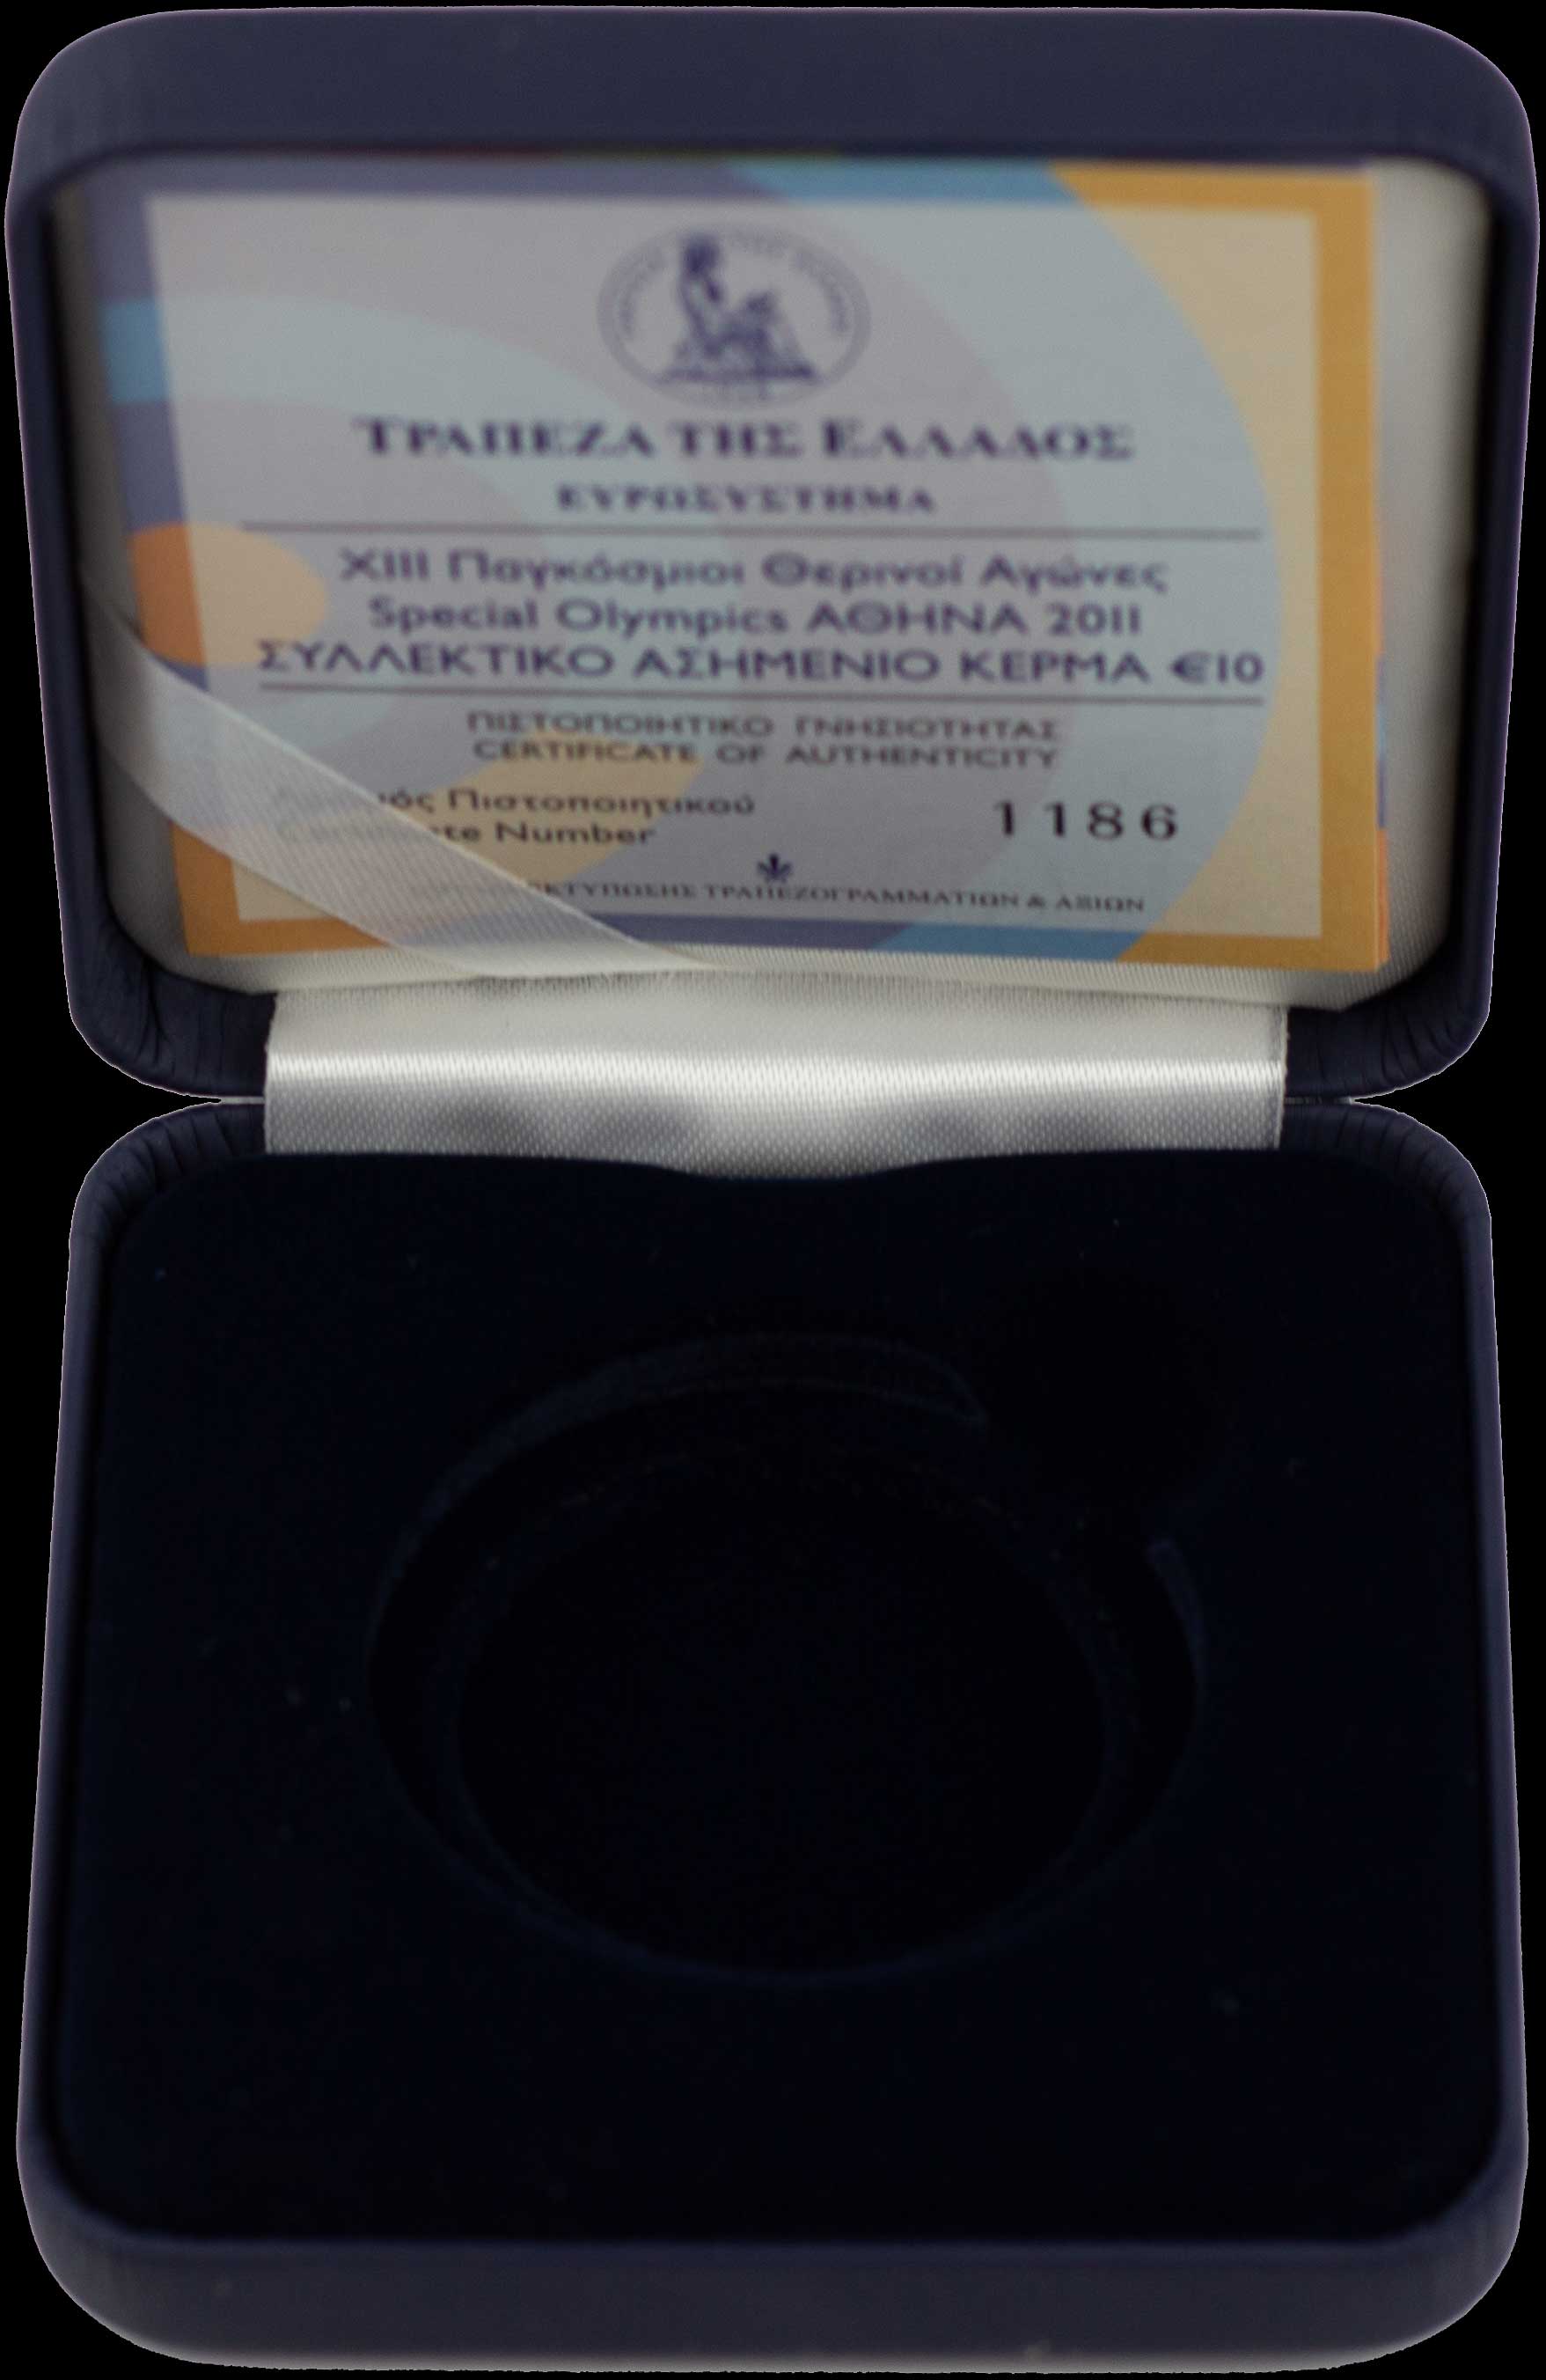 ΤΡΑΠΕΖΑ ΤΗΣ ΕΛΛΑΔΟΣ
ΕΥΡΩΣΥΣΤΗΜΑ
XIII Παγκόσμιοι Θερινοί Αγώνες
Special Olympics ΑΘΗΝΑ 2011
ΣΥΛΛΕΚΤΙΚΟ ΑΣΗΜΕΝΙΟ ΚΕΡΜΑ €10
ΠΙΣΤΟΠΟΙΗΤΙΚΟ ΓΝΗΣΙΟΤΗΤΑΣ
CERTIFICATE OF AUTHENTICITY
Πιστοποιητικού
Number
1186
ΤΡΑΠΕΖΟΓΡΑΜΜΑΤΙΩΝ & ΑΞΙΩΝ